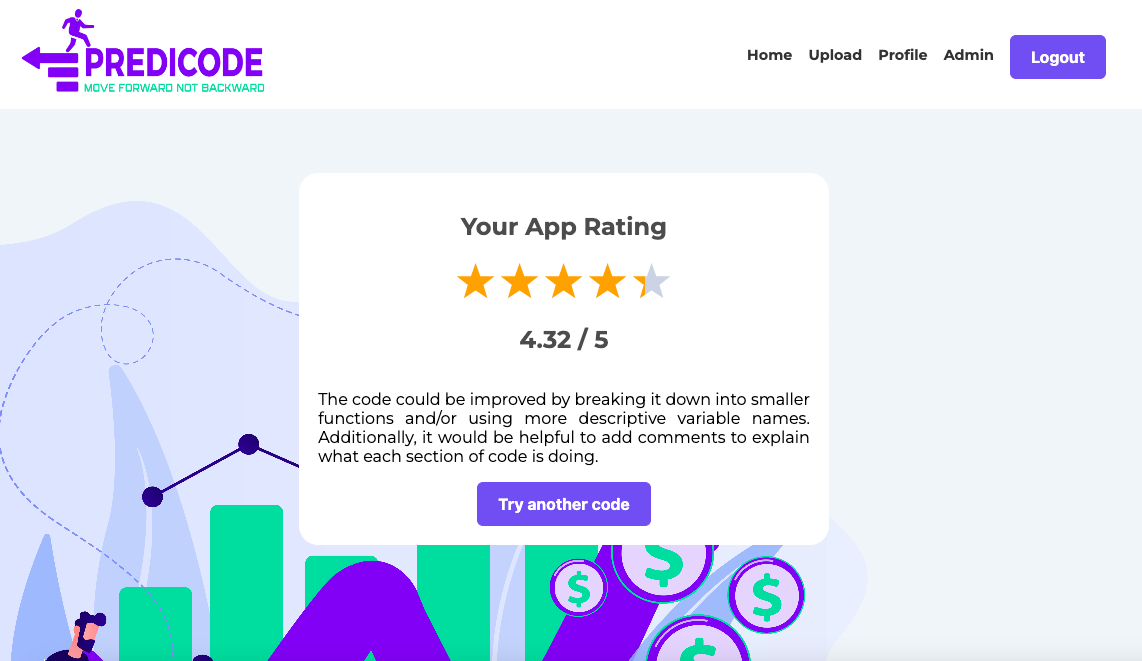 PREDICODE
MOVE FORWARD NOT BACKWARD
Home Upload Profile Admin Logout
Your App Rating
4.32 / 5
The code could be improved by breaking it down into smaller
functions and/or using more descriptive variable names.
Additionally, it would be helpful to add comments to explain
what each section of code is doing.
Try another code
$ $ $ $